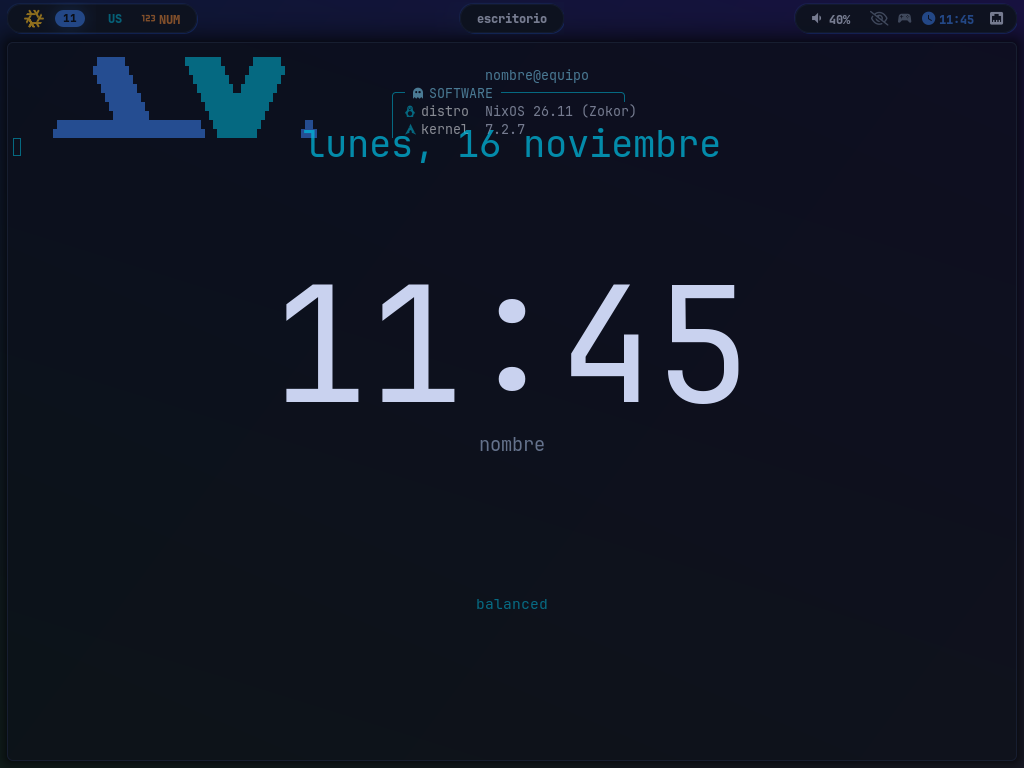 11 US 123 NUM
escritorio
40% 11:45
nombre@equipo
SOFTWARE
distro NixOS 26.11 (Zokor)
kernel 7.2.7
lunes, 16 noviembre
11:45
nombre
balanced